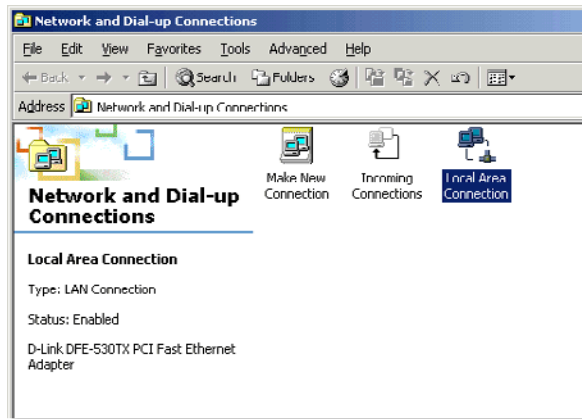 Network and Dial-up Connections
File Edit View Favorites Tools Advanced Help
Back Search Folders
Address Network and Dial-up Connections
Make New Connection
Incoming Connections
Local Area Connection
Network and Dial-up
Connections
Local Area Connection
Type: LAN Connection
Status: Enabled
D-Link DFE-530TX PCI Fast Ethernet
Adapter